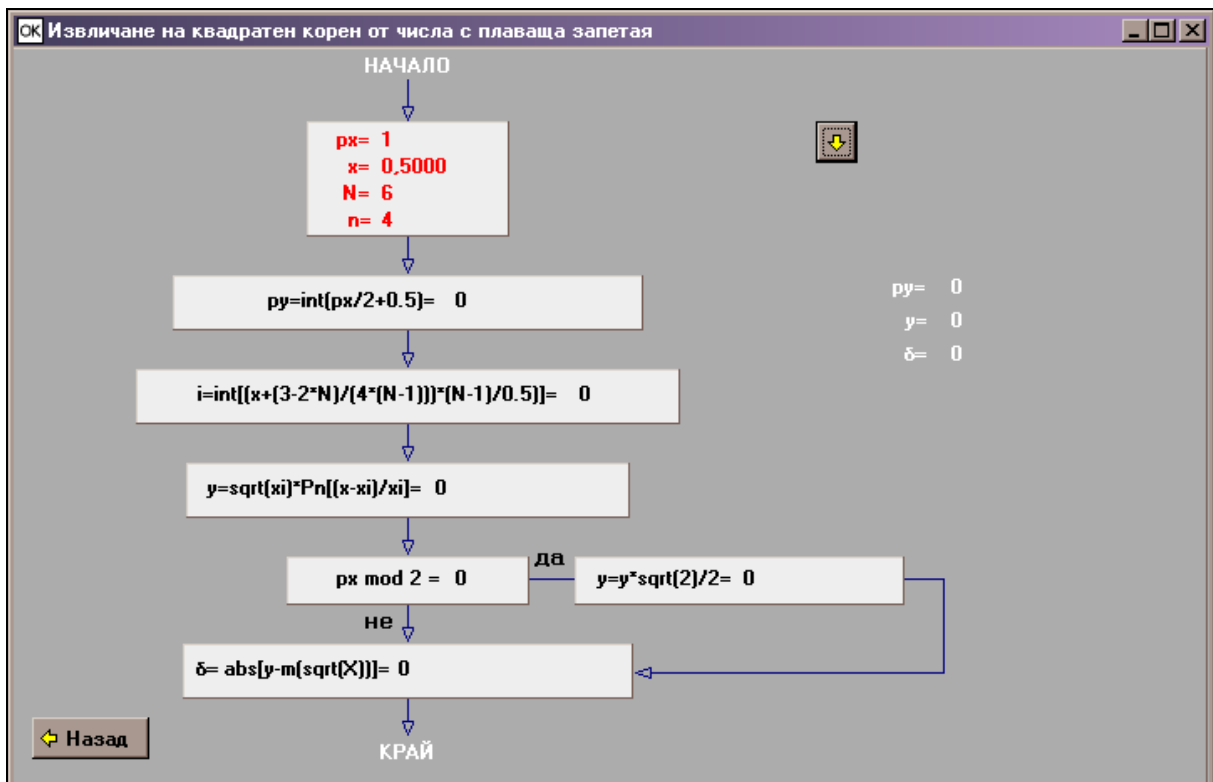 OK Извличане на квадратен корен от числа с плаваща запетая
НАЧАЛО
px= 1
x= 0,5000
N= 6
n= 4
py=int(px/2+0.5)= 0
py= 0
y= 0
δ= 0
i=int[(x+(3-2*N)/(4*(N-1)))*(N-1)/0.5)]= 0
y=sqrt(xi)*Pn[(x-xi)/xi]= 0
px mod 2 = 0
да
y=y*sqrt(2)/2= 0
не
δ= abs[y-m(sqrt(X))]= 0
Назад
КРАЙ